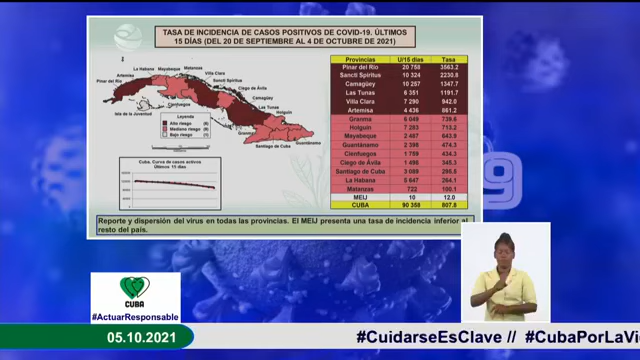 TASA DE INCIDENCIA DE CASOS POSITIVOS DE COVID-19. ÚLTIMOS
15 DÍAS (DEL 20 DE SEPTIEMBRE AL 4 DE OCTUBRE DE 2021)
La Habana
Mayabeque
Matanzas
Artemisa
Villa Clara
Pinar del Río
Sancti Spíritus
Ciego de Ávila
Camagüey
Cienfuegos
Las Tunas
Isla de la Juventud
Holguín
Granma
Guantánamo
Santiago de Cuba
Leyenda
Alto riesgo (6)
Mediano riesgo (9)
Bajo riesgo (1)
Cuba. Curva de casos activos
Últimos 15 días
Provincias U/15 días Tasa
Pinar del Río 20 758 3563.2
Sancti Spíritus 10 324 2230.8
Camagüey 10 257 1347.7
Las Tunas 6 351 1191.7
Villa Clara 7 290 942.0
Artemisa 4 436 861.2
Granma 6 049 739.6
Holguín 7 283 713.2
Mayabeque 2 487 643.9
Guantánamo 2 398 474.3
Cienfuegos 1 759 434.3
Ciego de Ávila 1 498 345.3
Santiago de Cuba 3 089 295.5
La Habana 5 647 264.1
Matanzas 722 100.1
MEIJ 10 12.0
CUBA 90 358 807.8
Reporte y dispersión del virus en todas las provincias. El MEIJ presenta una tasa de incidencia inferior al
resto del país.
9
CUBA
#ActuarResponsable
05.10.2021
#CuidarseEsClave // #CubaPorLaVi